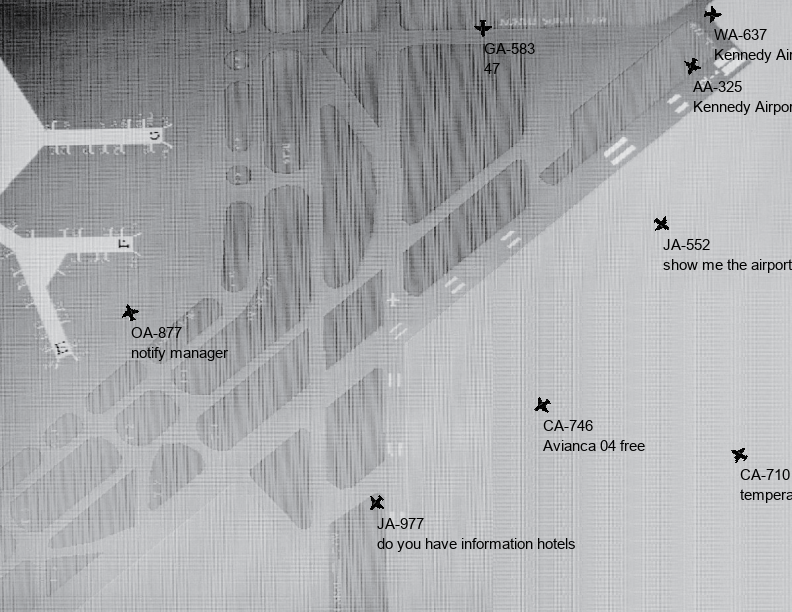 WA-637
Kennedy Air
GA-583
47
AA-325
Kennedy Airpor
JA-552
show me the airport
OA-877
notify manager
CA-746
Avianca 04 free
CA-710
tempera
JA-977
do you have information hotels